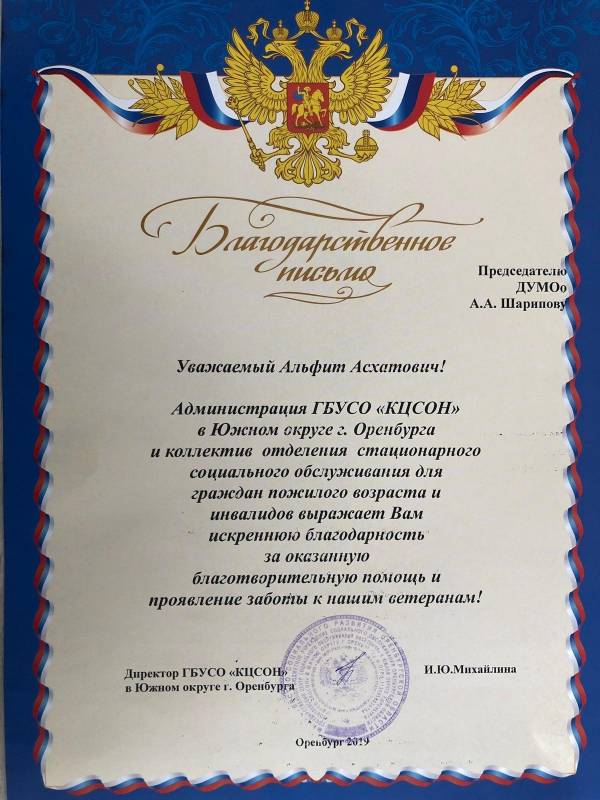 Благодарственное
письмо
Председателю
ДУМОо
А.А. Шарипову
Уважаемый Альфит Асхатович!
Администрация ГБУСО «КЦСОН»
в Южном округе г. Оренбурга
и коллектив отделения стационарного
социального обслуживания для
граждан пожилого возраста и
инвалидов выражает Вам
искреннюю благодарность
за оказанную
благотворительную помощь и
проявление заботы к нашим ветеранам!
Директор ГБУСО «КЦСОН»
в Южном округе г. Оренбурга
И.Ю.Михайлина
Оренбург 2019